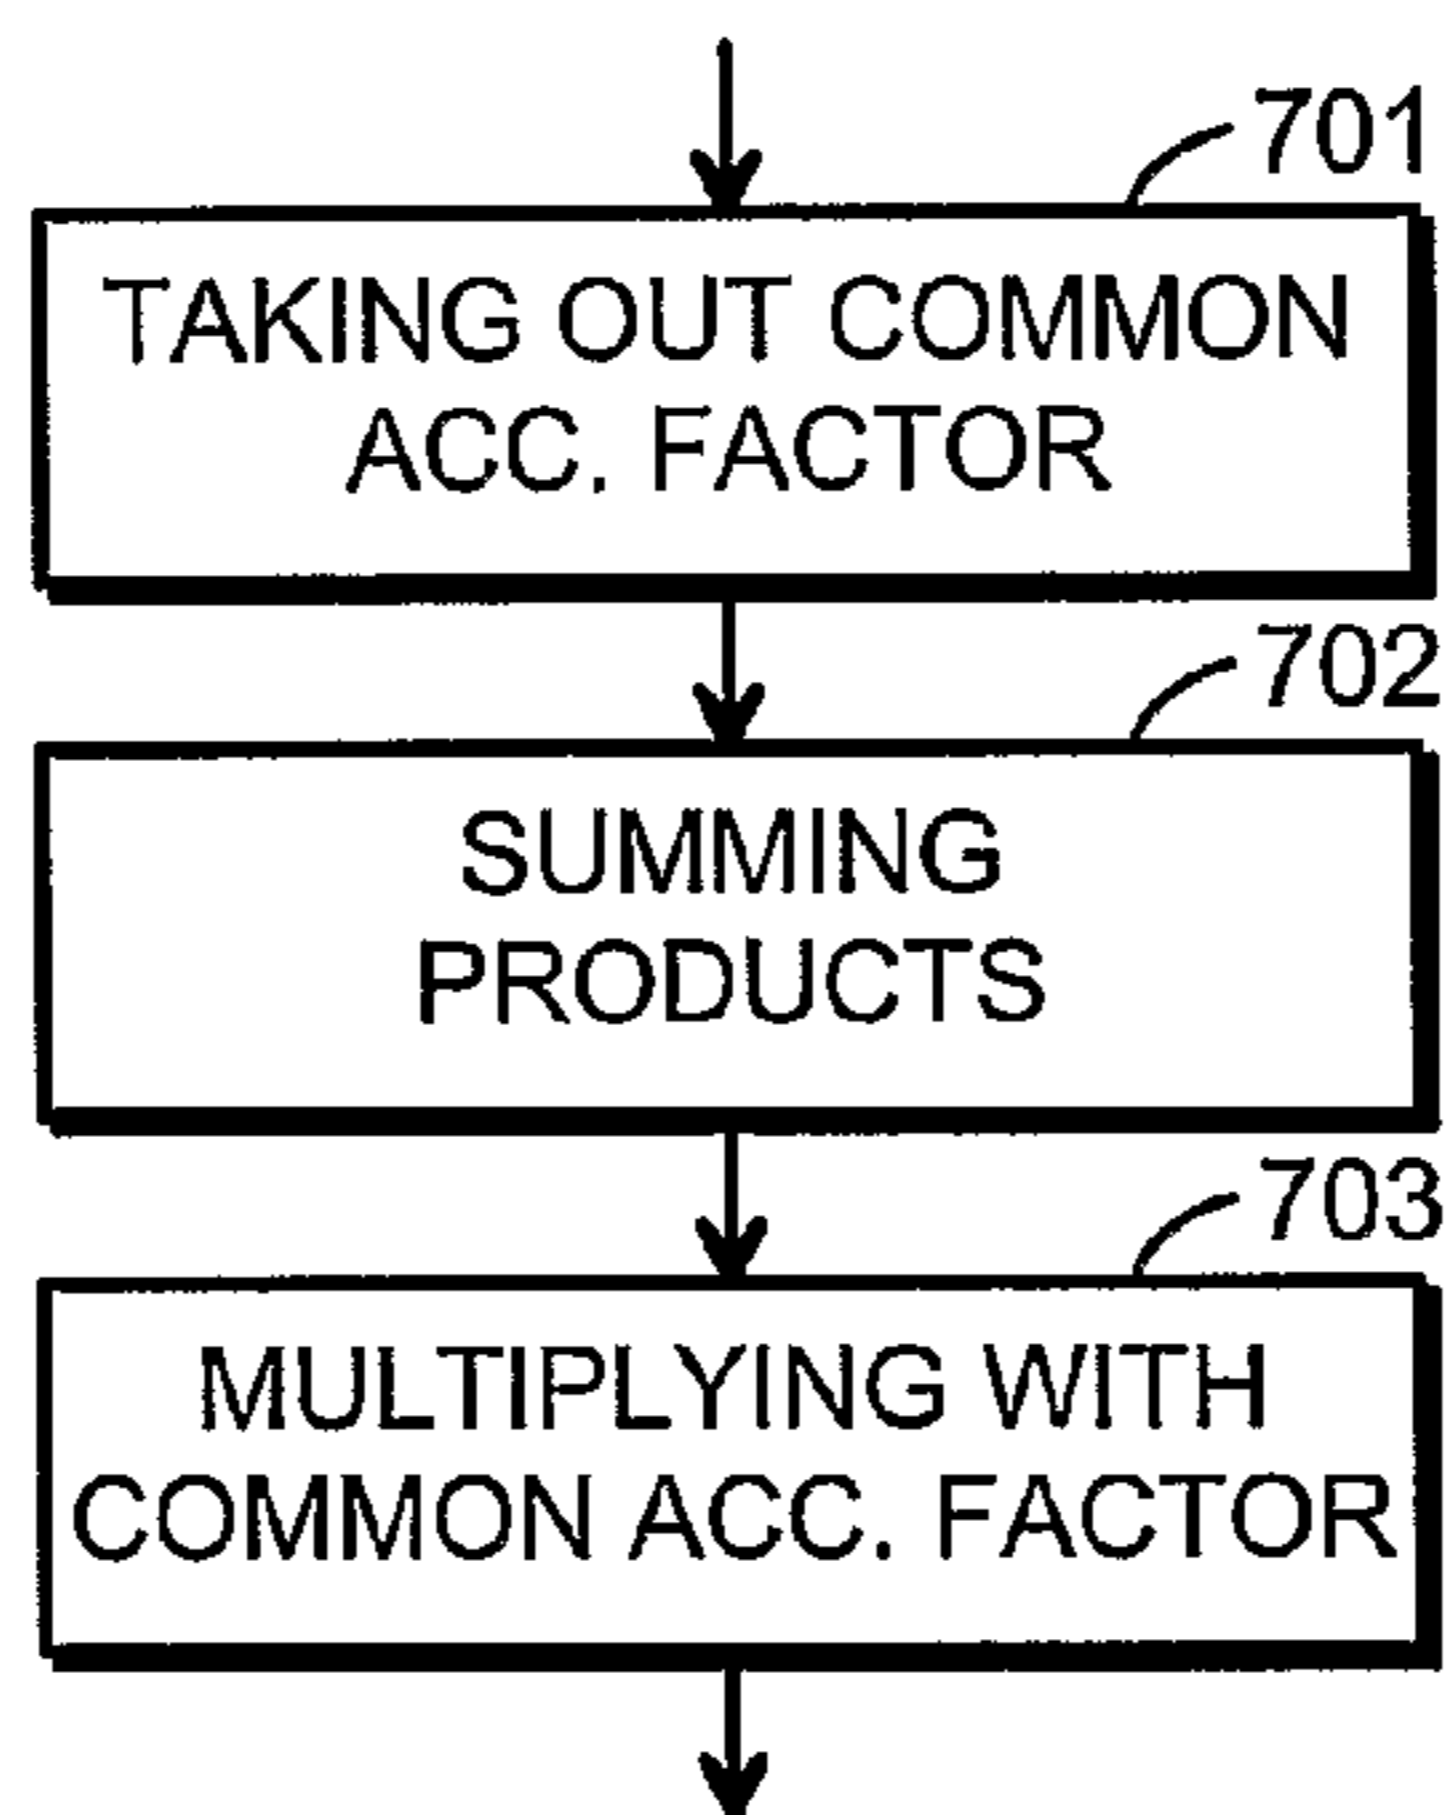 701
TAKING OUT COMMON
ACC. FACTOR
702
SUMMING
PRODUCTS
703
MULTIPLYING WITH
COMMON ACC. FACTOR